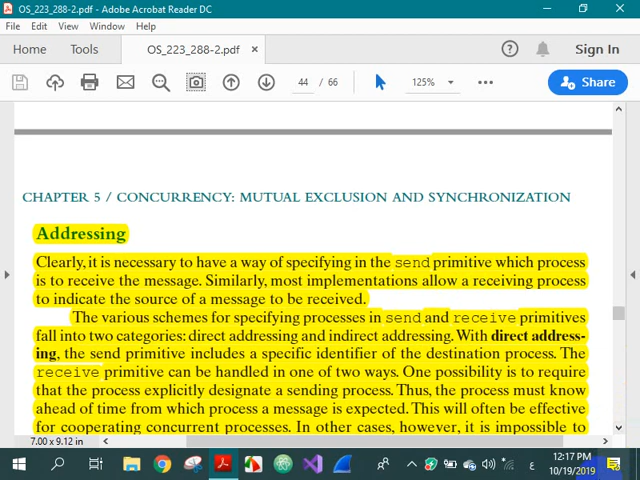 OS_223_288-2.pdf - Adobe Acrobat Reader DC
File Edit View Window Help
Home Tools OS_223_288-2.pdf × Sign In
44 / 66 125% Share
CHAPTER 5 / CONCURRENCY: MUTUAL EXCLUSION AND SYNCHRONIZATION
Addressing
Clearly, it is necessary to have a way of specifying in the send primitive which process
is to receive the message. Similarly, most implementations allow a receiving process
to indicate the source of a message to be received.
The various schemes for specifying processes in send and receive primitives
fall into two categories: direct addressing and indirect addressing. With direct address-
ing, the send primitive includes a specific identifier of the destination process. The
receive primitive can be handled in one of two ways. One possibility is to require
that the process explicitly designate a sending process. Thus, the process must know
ahead of time from which process a message is expected. This will often be effective
for cooperating concurrent processes. In other cases, however, it is impossible to
7.00 x 9.12 in
ع 12:17 PM
10/19/2019